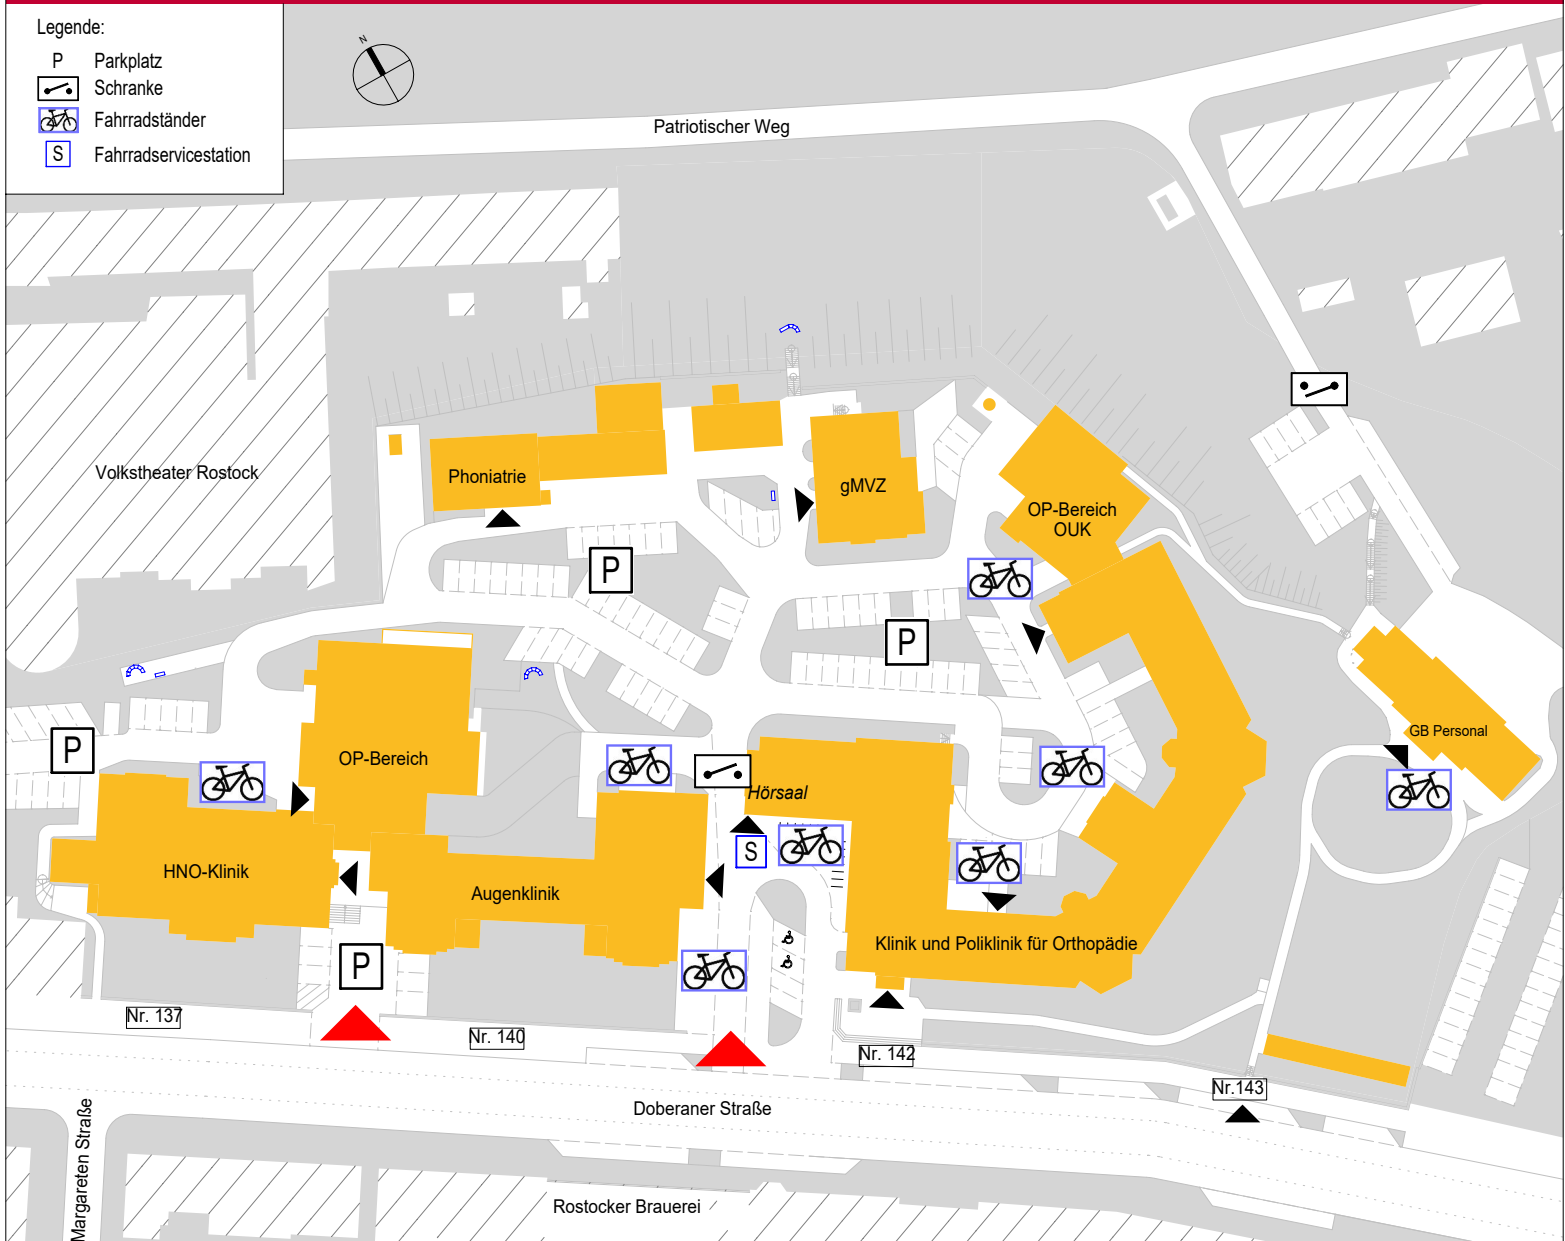 Legende:
P Parkplatz
Schranke
Fahrradständer
S Fahrradservicestation
N
Patriotischer Weg
Volkstheater Rostock
Phoniatrie
gMVZ
OP-Bereich
OUK
P
P
P
OP-Bereich
GB Personal
Hörsaal
S
HNO-Klinik
Augenklinik
Klinik und Poliklinik für Orthopädie
P
Nr. 137
Nr. 140
Nr. 142
Nr.143
Doberaner Straße
Margareten Straße
Rostocker Brauerei